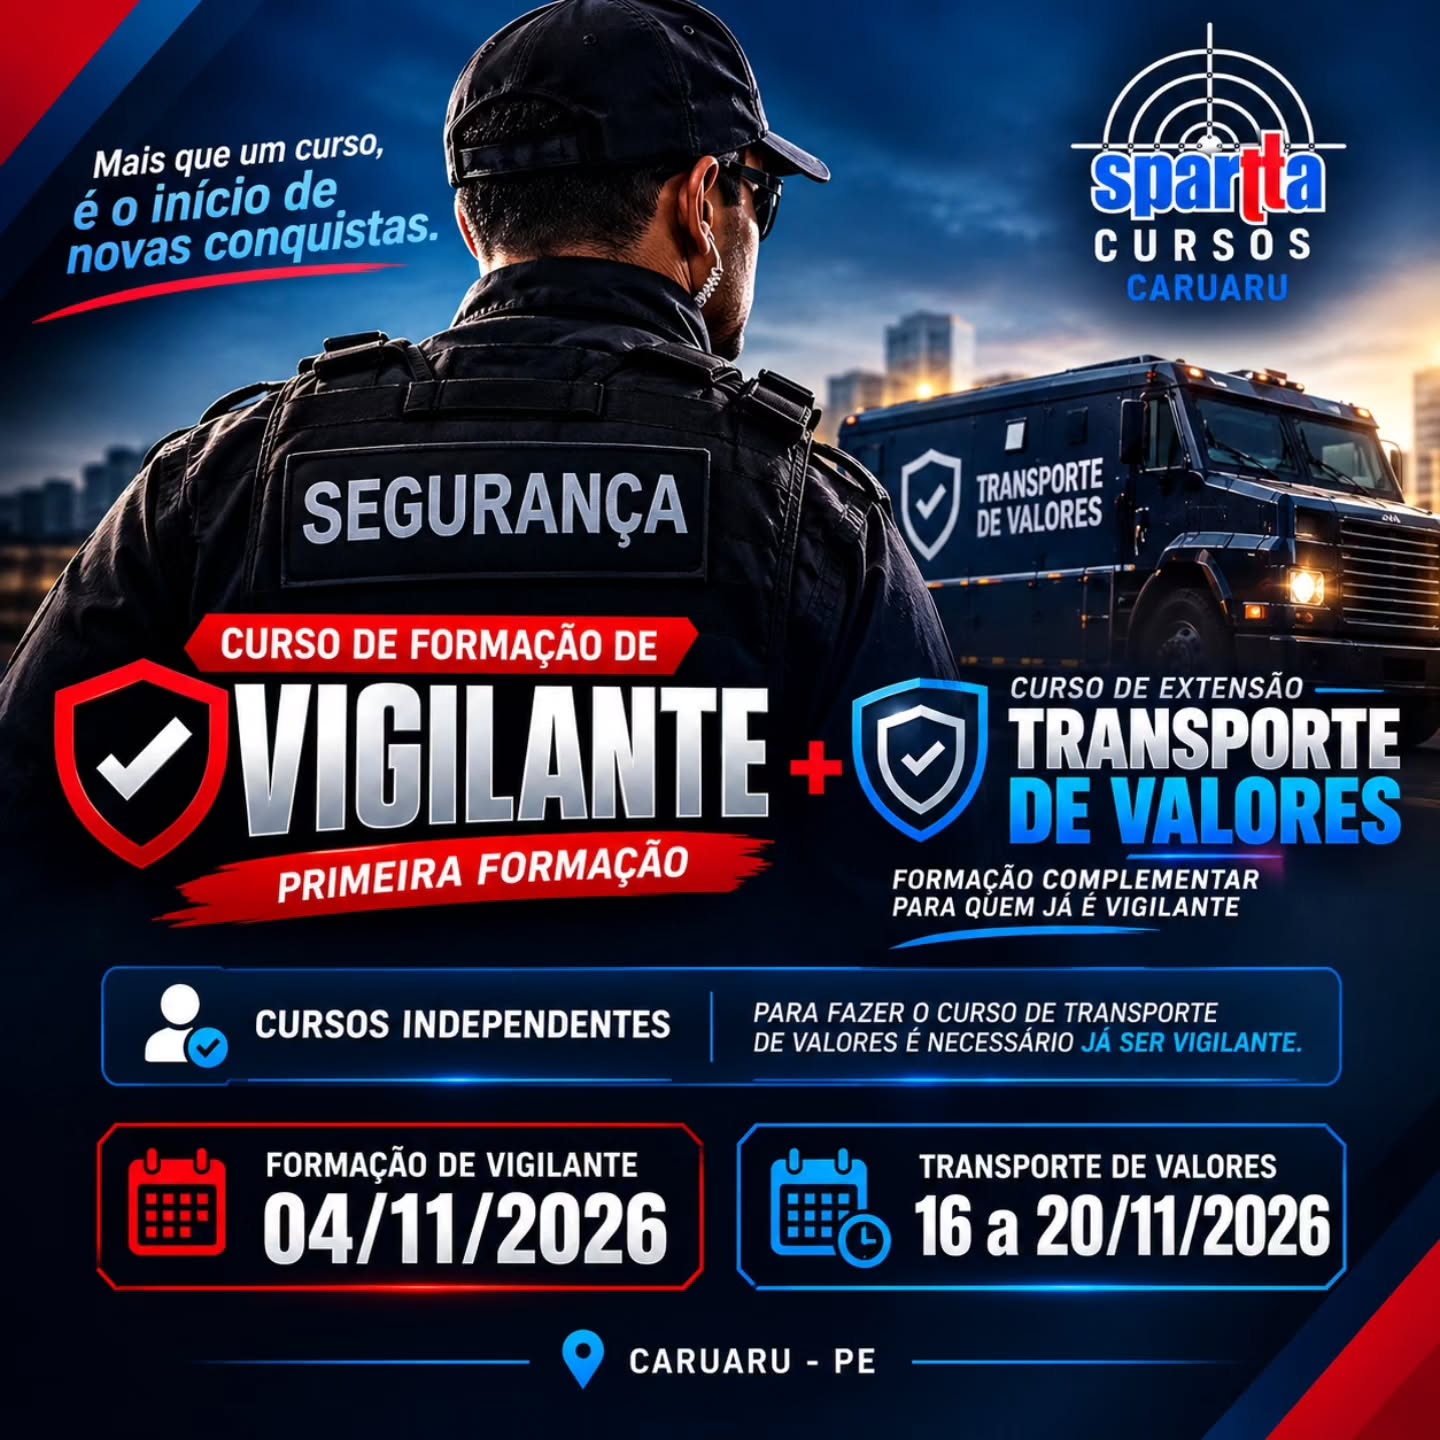 Mais que um curso,
é o início de
novas conquistas.
spartta
CURSOS
CARUARU
SEGURANÇA
TRANSPORTE
DE VALORES
CURSO DE FORMAÇÃO DE
VIGILANTE
PRIMEIRA FORMAÇÃO
+
CURSO DE EXTENSÃO
TRANSPORTE
DE VALORES
FORMAÇÃO COMPLEMENTAR
PARA QUEM JÁ É VIGILANTE
CURSOS INDEPENDENTES
PARA FAZER O CURSO DE TRANSPORTE
DE VALORES É NECESSÁRIO JÁ SER VIGILANTE.
FORMAÇÃO DE VIGILANTE
04/11/2026
TRANSPORTE DE VALORES
16 a 20/11/2026
CARUARU - PE